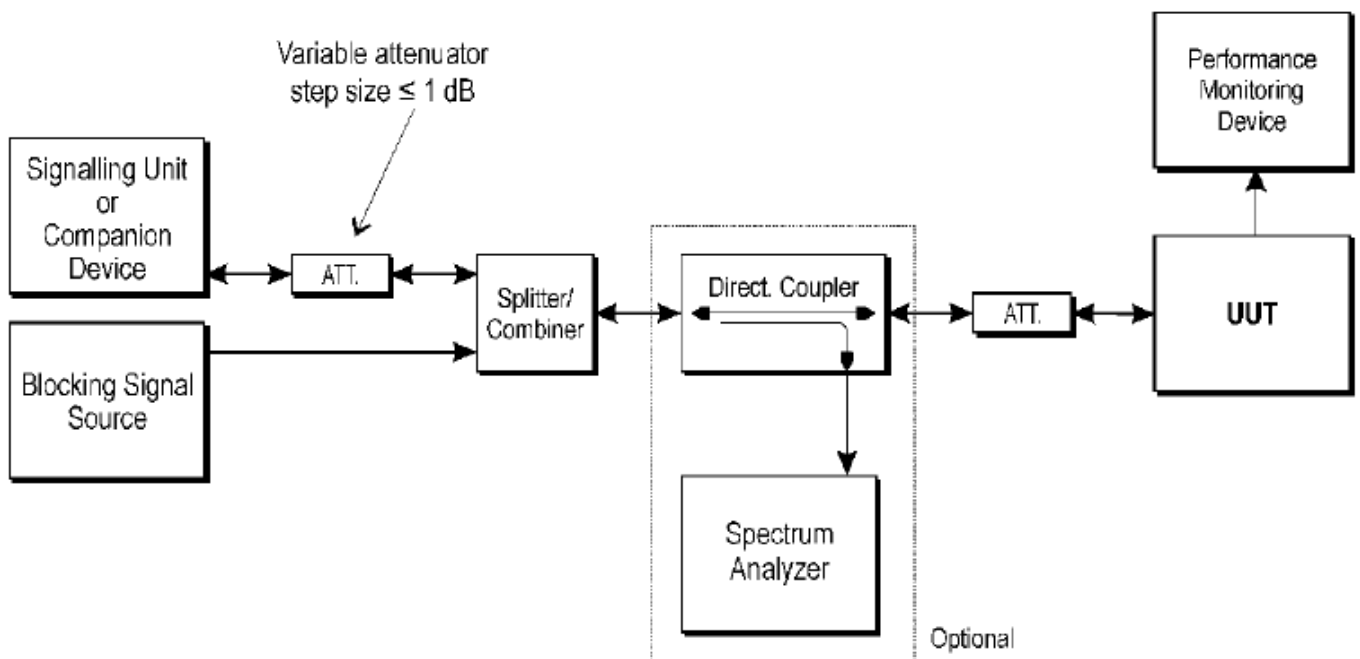 Variable attenuator
step size ≤ 1 dB
Signalling Unit
or
Companion
Device
ATT.
Splitter/
Combiner
Blocking Signal
Source
Direct. Coupler
Spectrum
Analyzer
Optional
ATT.
UUT
Performance
Monitoring
Device